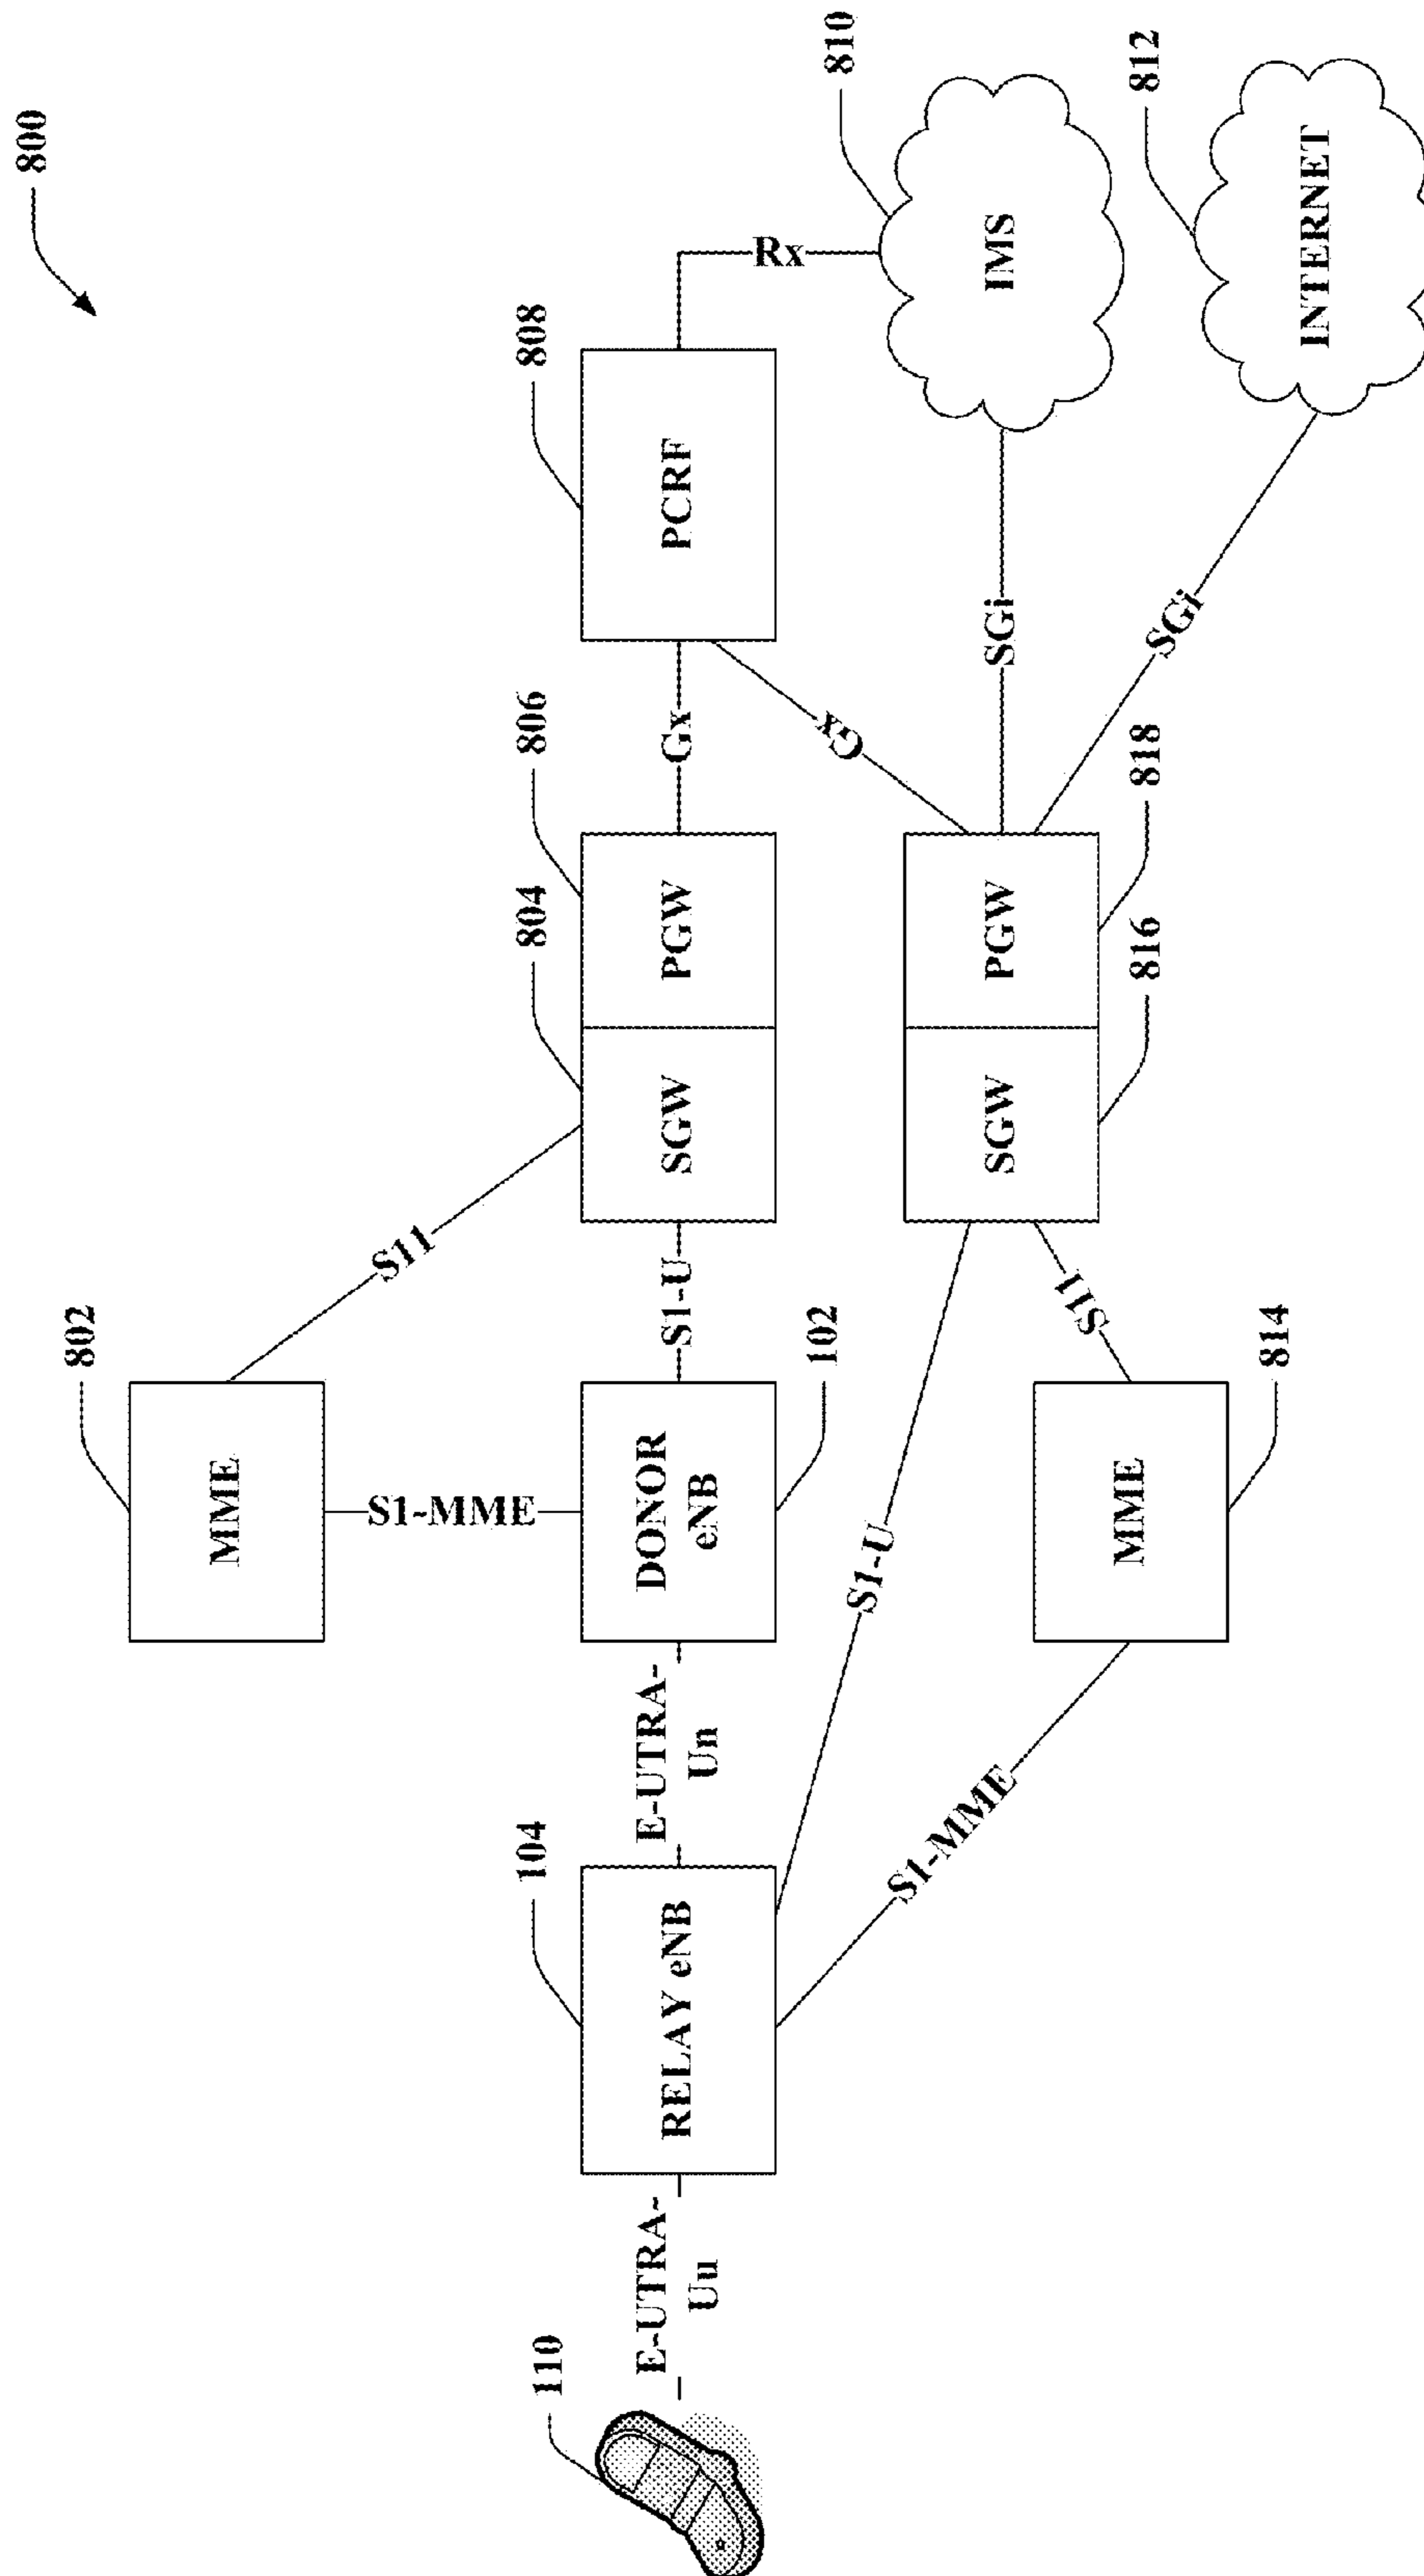 800
802
MME
S11
S1-MME
110
E-UTRA-
Uu
104
RELAY eNB
E-UTRA-
Un
DONOR
eNB
102
S1-U
804
806
SGW
PGW
Gx
808
PCRF
Rx
810
IMS
Gx
S1-U
SGW
PGW
816
818
SGi
SGi
812
INTERNET
S1-MME
MME
814
S11